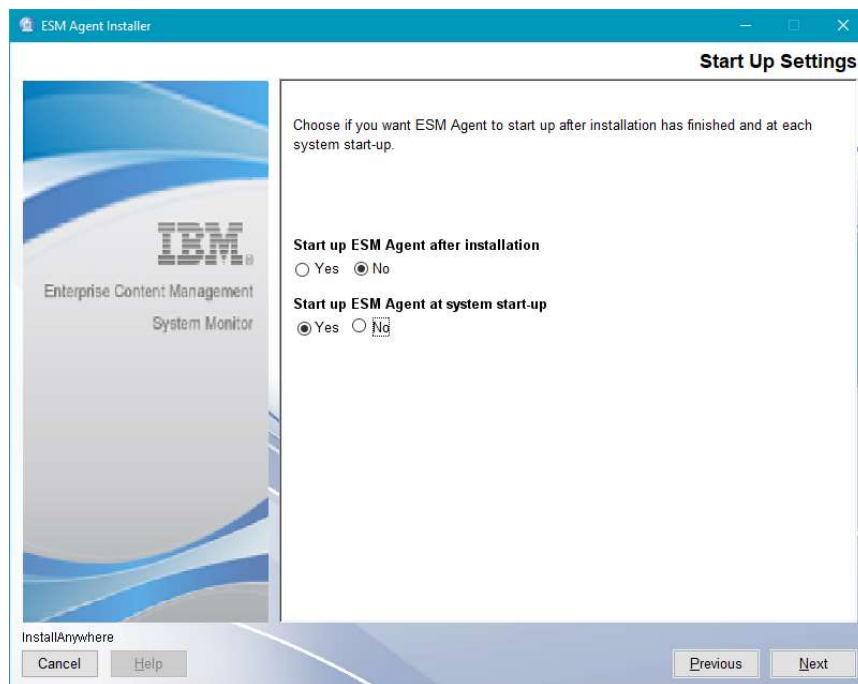 ESM Agent Installer
Start Up Settings
Choose if you want ESM Agent to start up after installation has finished and at each
system start-up.
IBM®
Enterprise Content Management
System Monitor
Start up ESM Agent after installation
Yes No
Start up ESM Agent at system start-up
Yes No
InstallAnywhere
Cancel Help Previous Next